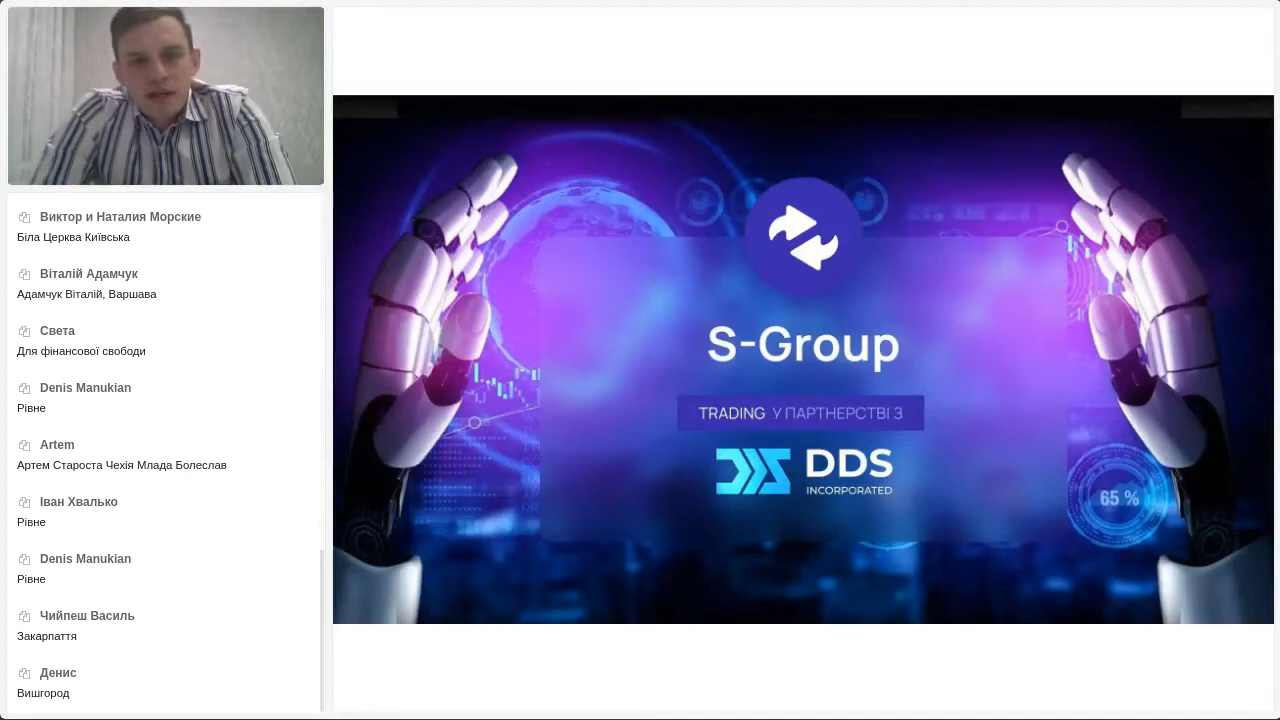 Виктор и Наталия Морские
Біла Церква Київська
Віталій Адамчук
Адамчук Віталій, Варшава
Света
Для фінансової свободи
Denis Manukian
Рівне
Artem
Артем Староста Чехія Млада Болеслав
Іван Хвалько
Рівне
Denis Manukian
Рівне
Чийпеш Василь
Закарпаття
Денис
Вишгород
S-Group
TRADING У ПАРТНЕРСТВІ З
DDS
INCORPORATED
65 %